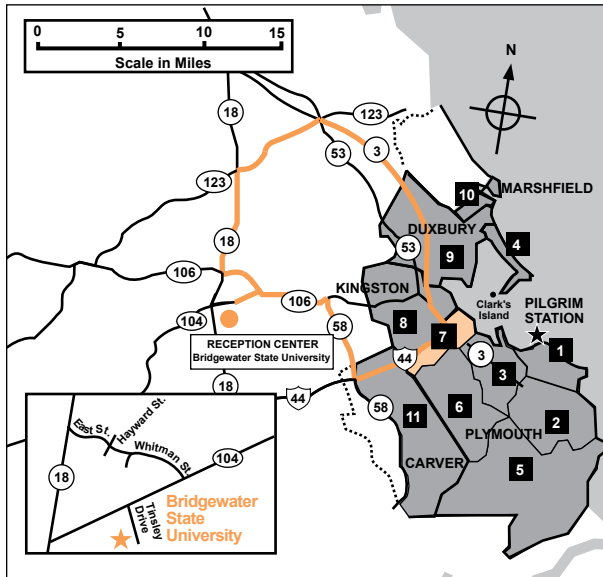 0 5 10 15
Scale in Miles
N
18
123
53
3
123
MARSHFIELD
10
DUXBURY
4
18
53
9
106
KINGSTON
Clark's
Island
PILGRIM
STATION
106
104
58
8
7
1
RECEPTION CENTER
Bridgewater State University
44
3
3
18
44
58
11
6
2
PLYMOUTH
CARVER
5
East St.
Hayward St.
Whitman St.
104
18
Tinsley
Drive
Bridgewater
State
University